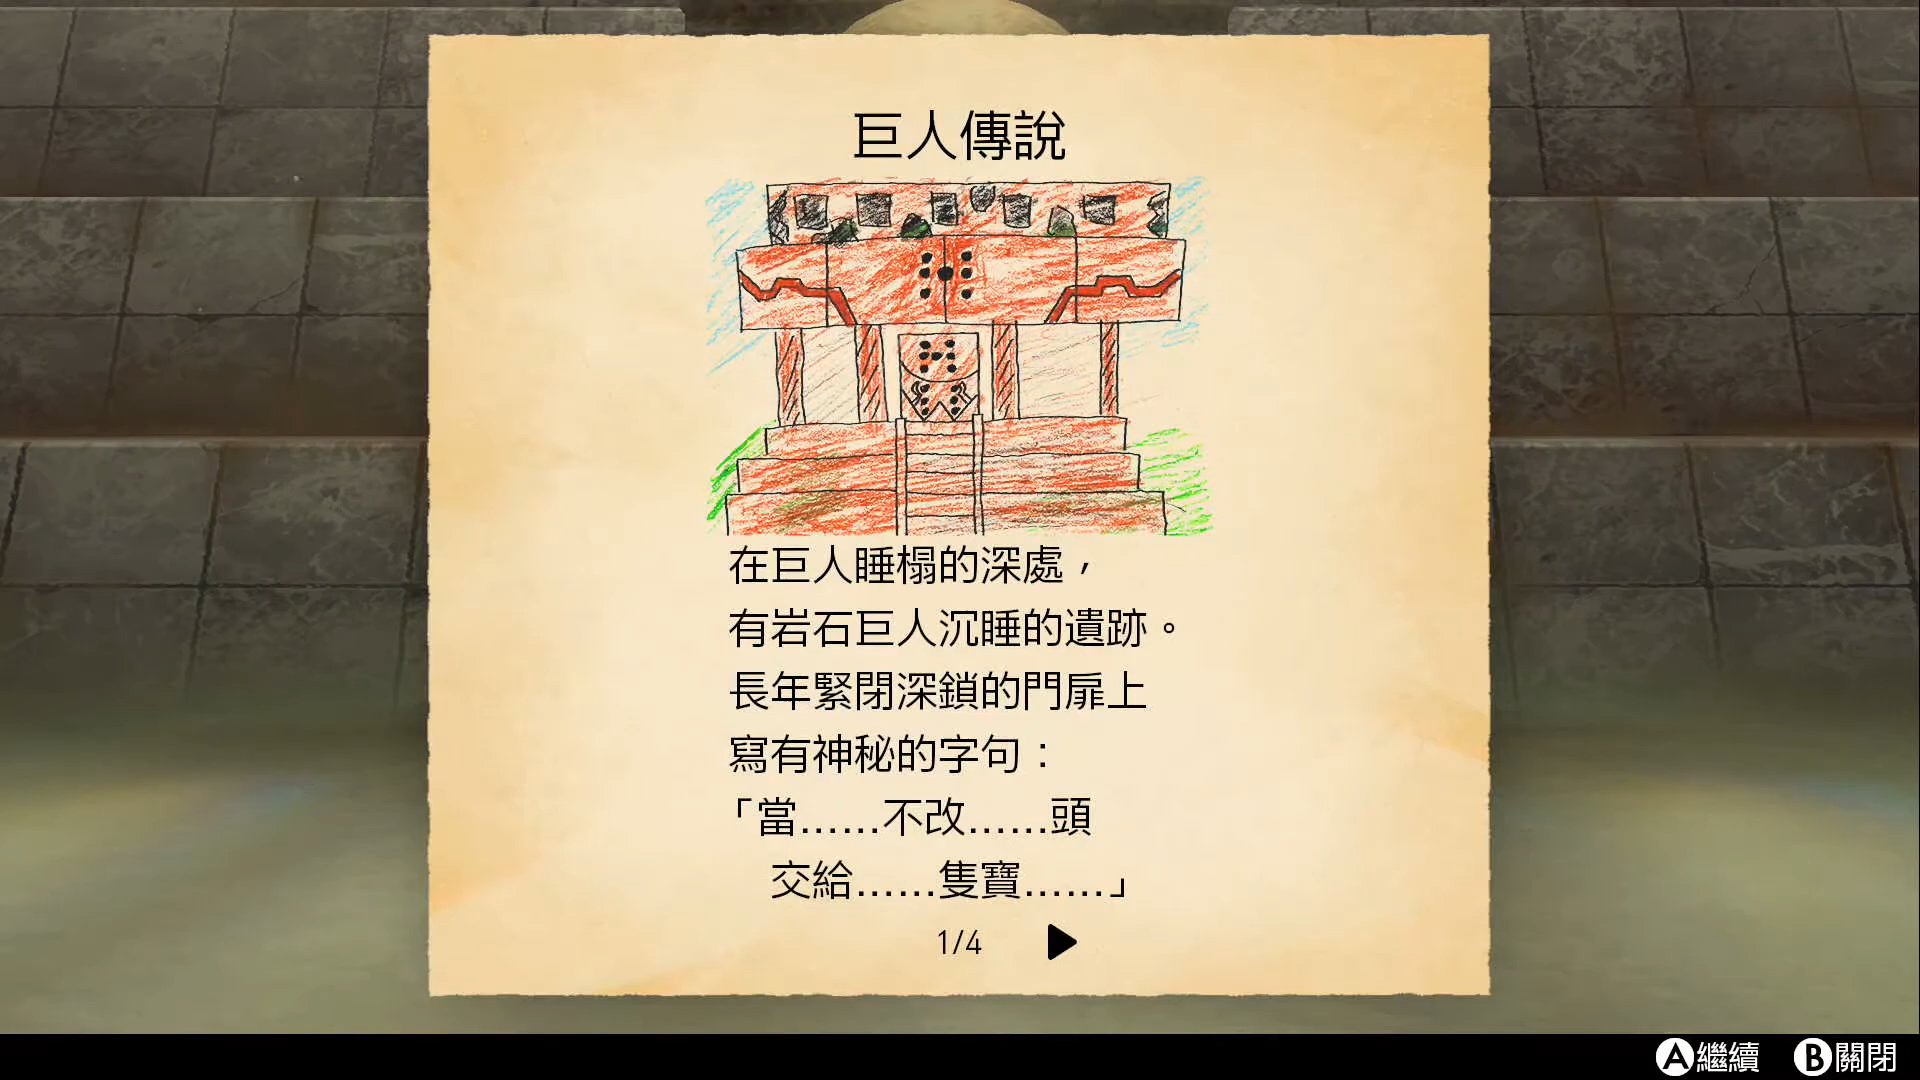 巨人傳說
在巨人睡榻的深處，
有岩石巨人沉睡的遺跡。
長年緊閉深鎖的門扉上
寫有神秘的字句：
「當……不改……頭
交給……隻寶……」
1/4
A繼續 B關閉